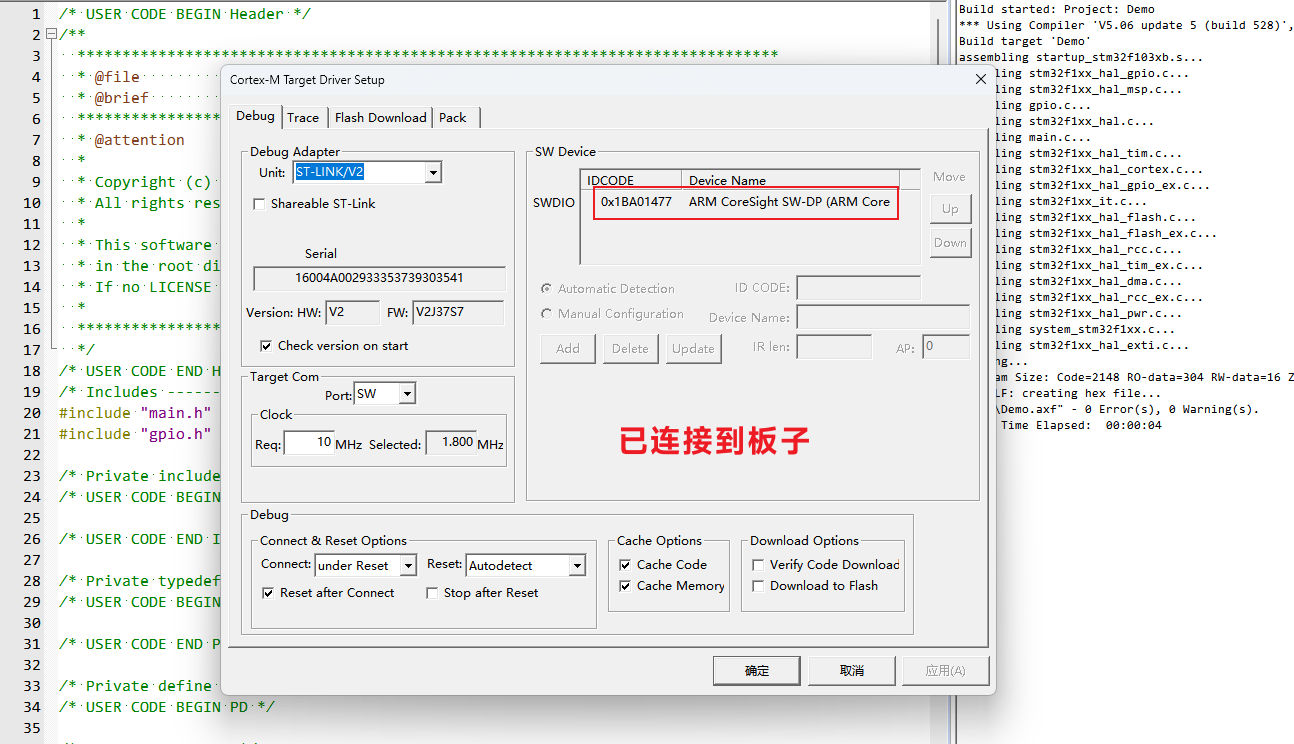 1 /* USER CODE BEGIN Header */
2 /**
3 ******************************************************************************
4 * @file
5 * @brief
6 ****************
7 * @attention
8 *
9 * Copyright (c)
10 * All rights res
11 *
12 * This software
13 * in the root di
14 * If no LICENSE
15 *
16 ****************
17 */
18 /* USER CODE END H
19 /* Includes ------
20 #include "main.h"
21 #include "gpio.h"
22
23 /* Private include
24 /* USER CODE BEGIN
25
26 /* USER CODE END I
27
28 /* Private typedef
29 /* USER CODE BEGIN
30
31 /* USER CODE END P
32
33 /* Private define
34 /* USER CODE BEGIN PD */
35
Cortex-M Target Driver Setup
Debug Trace Flash Download Pack
Debug Adapter
Unit: ST-LINK/V2
Shareable ST-Link
Serial
16004A002933353739303541
Version: HW: V2 FW: V2J37S7
Check version on start
Target Com
Port: SW
Clock
Req: 10 MHz Selected: 1.800 MHz
SW Device
IDCODE Device Name
SWDIO 0x1BA01477 ARM CoreSight SW-DP (ARM Core
Move
Up
Down
Automatic Detection ID CODE:
Manual Configuration Device Name:
Add Delete Update IR len: AP: 0
已连接到板子
Debug
Connect & Reset Options
Connect: under Reset Reset: Autodetect
Reset after Connect Stop after Reset
Cache Options
Cache Code
Cache Memory
Download Options
Verify Code Download
Download to Flash
确定 取消 应用(A)
Build started: Project: Demo
*** Using Compiler 'V5.06 update 5 (build 528)',
Build target 'Demo'
assembling startup_stm32f103xb.s...
ling stm32f1xx_hal_gpio.c...
ling stm32f1xx_hal_msp.c...
ling gpio.c...
ling stm32f1xx_hal.c...
ling main.c...
ling stm32f1xx_hal_tim.c...
ling stm32f1xx_hal_cortex.c...
ling stm32f1xx_hal_gpio_ex.c...
ling stm32f1xx_it.c...
ling stm32f1xx_hal_flash.c...
ling stm32f1xx_hal_flash_ex.c...
ling stm32f1xx_hal_rcc.c...
ling stm32f1xx_hal_tim_ex.c...
ling stm32f1xx_hal_dma.c...
ling stm32f1xx_hal_rcc_ex.c...
ling stm32f1xx_hal_pwr.c...
ling system_stm32f1xx.c...
ling stm32f1xx_hal_exti.c...
ng...
am Size: Code=2148 RO-data=304 RW-data=16 Z
LF: creating hex file...
\Demo.axf" - 0 Error(s), 0 Warning(s).
Time Elapsed: 00:00:04